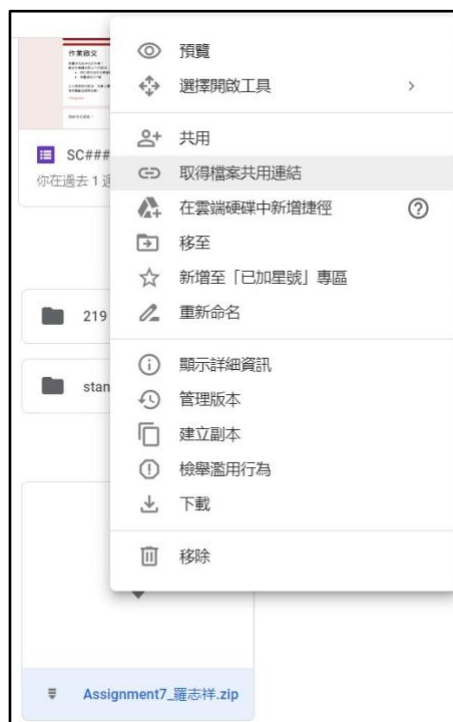 作業繳交
SC###
你在過去 1 週
219
stan
預覽
選擇開啟工具
共用
取得檔案共用連結
在雲端硬碟中新增捷徑
移至
新增至「已加星號」專區
重新命名
顯示詳細資訊
管理版本
建立副本
檢舉濫用行為
下載
移除
Assignment7_羅志祥.zip